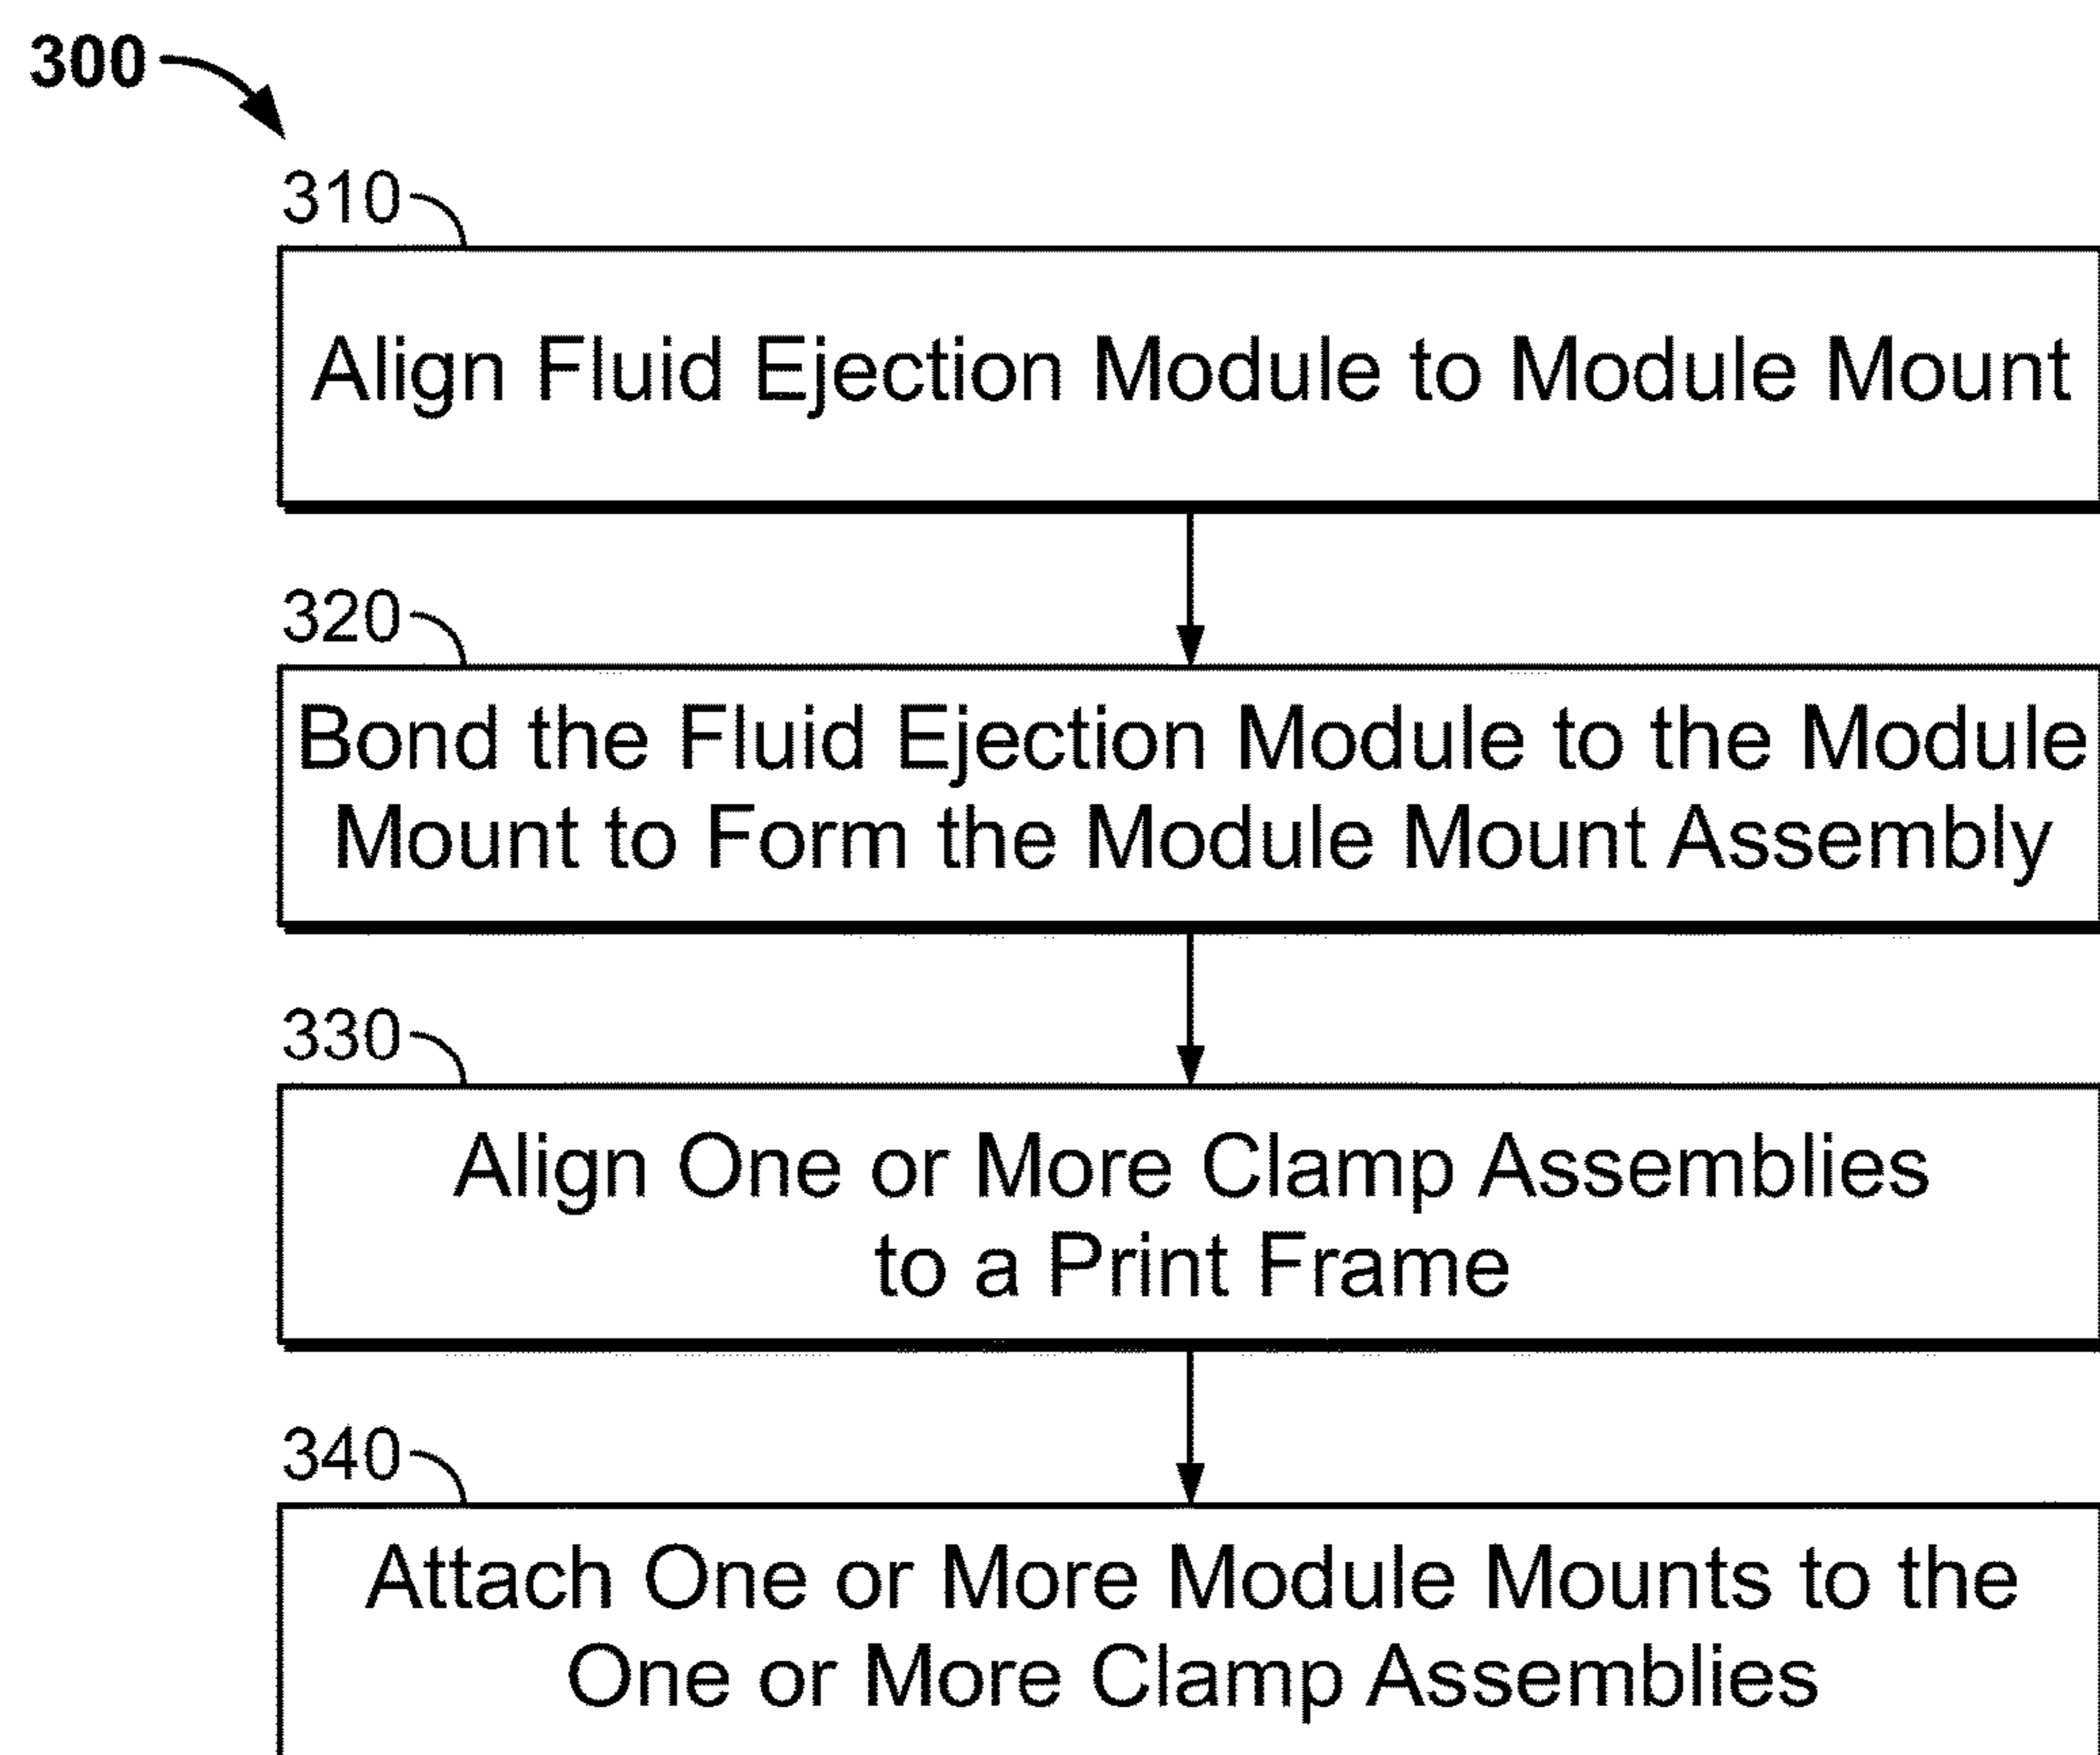 300
310
Align Fluid Ejection Module to Module Mount
320
Bond the Fluid Ejection Module to the Module
Mount to Form the Module Mount Assembly
330
Align One or More Clamp Assemblies
to a Print Frame
340
Attach One or More Module Mounts to the
One or More Clamp Assemblies